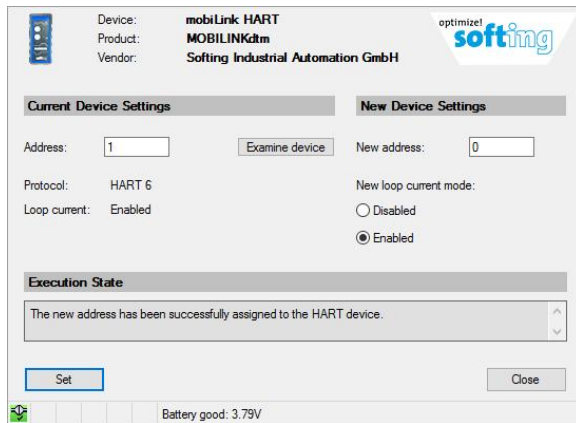 Device: mobiLink HART
Product: MOBILINKdtm
Vendor: Softing Industrial Automation GmbH
optimize!
softing
Current Device Settings
New Device Settings
Address: 1 Examine device
New address: 0
Protocol: HART 6
New loop current mode:
Loop current: Enabled
Disabled
Enabled
Execution State
The new address has been successfully assigned to the HART device.
Set
Close
Battery good: 3.79V